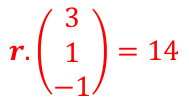 r. (3
1
-1) = 14